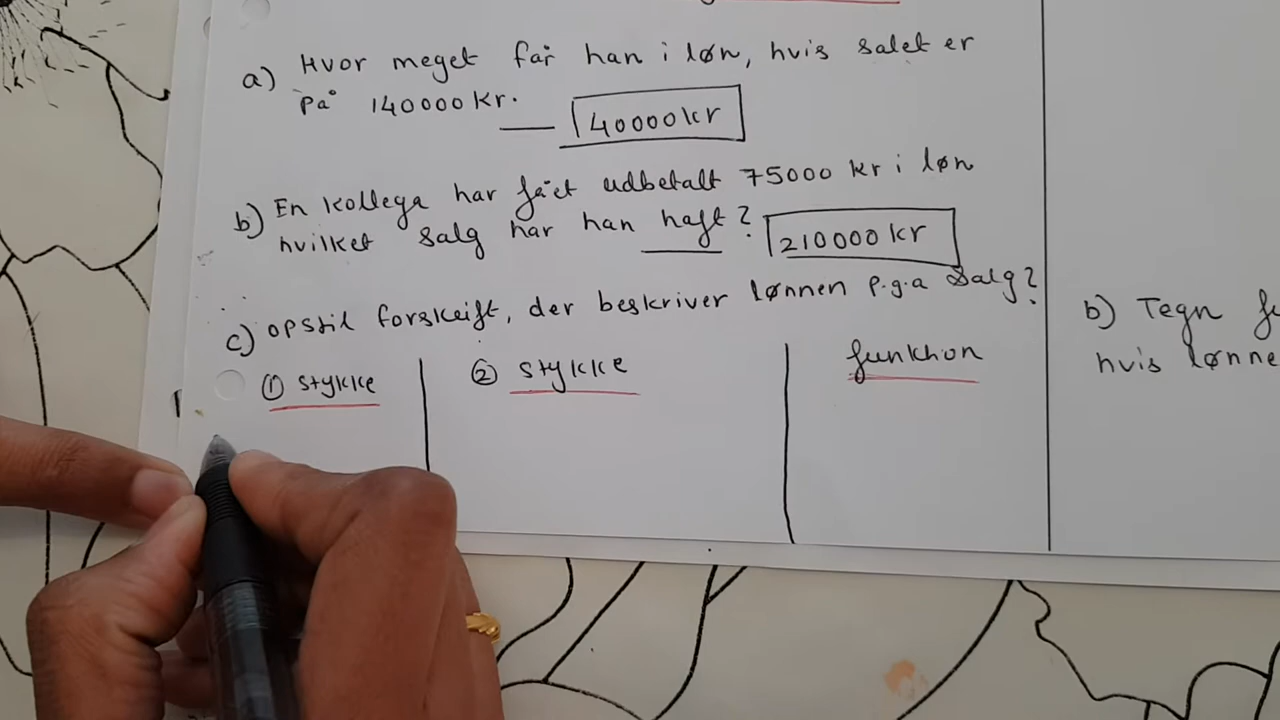 a) Hvor meget får han i løn, hvis salet er
på 140000 kr.
40000 kr
b) En kollega har fået udbetalt 75000 kr i løn
hvilket salg har han haft?
210000 kr
c) opstil forskeift, der beskriver lønnen p.g.a salg?
① stykke
② stykke
funkhon
b) Tegn
hvis lønne